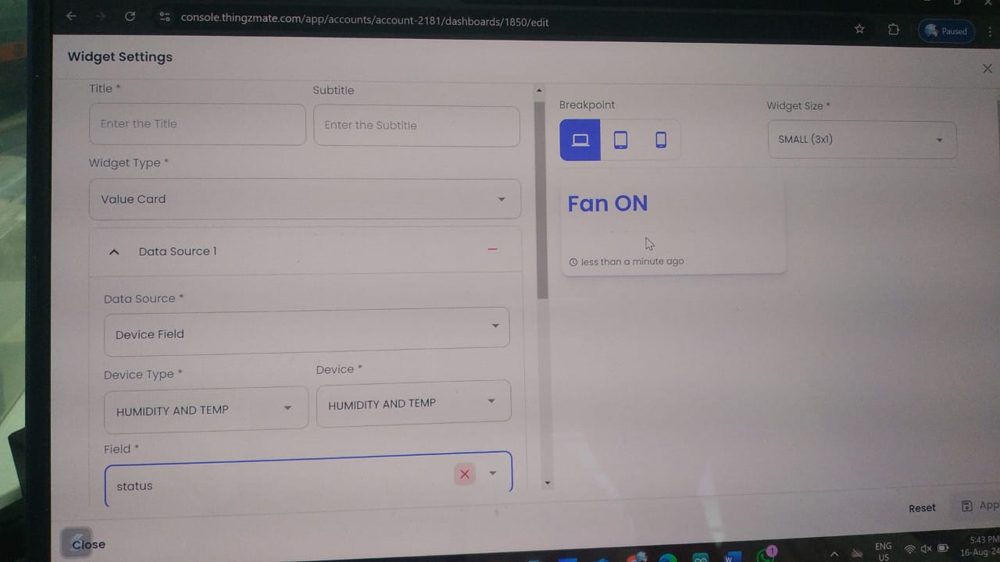 console.thingzmate.com/app/accounts/account-2181/dashboards/1850/edit
Paused
Widget Settings
Title *
Subtitle
Enter the Title
Enter the Subtitle
Breakpoint
Widget Size *
SMALL (3x1)
Widget Type *
Value Card
Fan ON
less than a minute ago
Data Source 1
Data Source *
Device Field
Device Type *
Device *
HUMIDITY AND TEMP
HUMIDITY AND TEMP
Field *
status
Reset
App
Close
1
ENG
US
5:43 PM
16-Aug-24